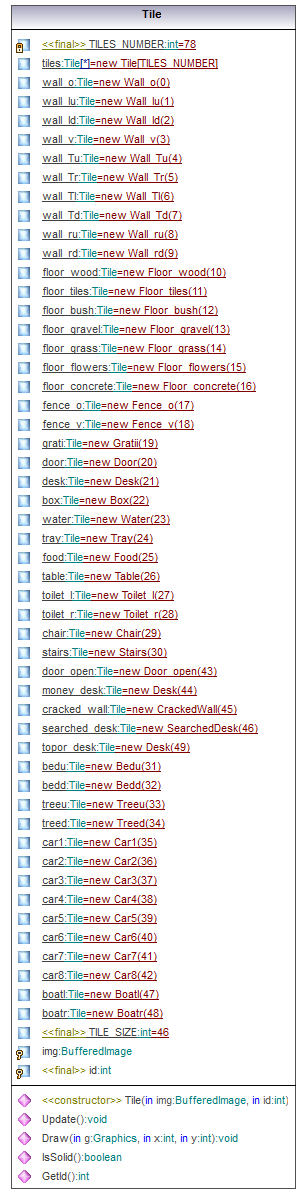 Tile
<<final>> TILES_NUMBER:int=78
tiles:Tile[*]=new Tile[TILES_NUMBER]
wall_o:Tile=new Wall_o(0)
wall_lu:Tile=new Wall_lu(1)
wall_ld:Tile=new Wall_ld(2)
wall_v:Tile=new Wall_v(3)
wall_Tu:Tile=new Wall_Tu(4)
wall_Tr:Tile=new Wall_Tr(5)
wall_Tl:Tile=new Wall_Tl(6)
wall_Td:Tile=new Wall_Td(7)
wall_ru:Tile=new Wall_ru(8)
wall_rd:Tile=new Wall_rd(9)
floor_wood:Tile=new Floor_wood(10)
floor_tiles:Tile=new Floor_tiles(11)
floor_bush:Tile=new Floor_bush(12)
floor_gravel:Tile=new Floor_gravel(13)
floor_grass:Tile=new Floor_grass(14)
floor_flowers:Tile=new Floor_flowers(15)
floor_concrete:Tile=new Floor_concrete(16)
fence_o:Tile=new Fence_o(17)
fence_v:Tile=new Fence_v(18)
grati:Tile=new Gratii(19)
door:Tile=new Door(20)
desk:Tile=new Desk(21)
box:Tile=new Box(22)
water:Tile=new Water(23)
tray:Tile=new Tray(24)
food:Tile=new Food(25)
table:Tile=new Table(26)
toilet_l:Tile=new Toilet_l(27)
toilet_r:Tile=new Toilet_r(28)
chair:Tile=new Chair(29)
stairs:Tile=new Stairs(30)
door_open:Tile=new Door_open(43)
money_desk:Tile=new Desk(44)
cracked_wall:Tile=new CrackedWall(45)
searched_desk:Tile=new SearchedDesk(46)
topor_desk:Tile=new Desk(49)
bedu:Tile=new Bedu(31)
bedd:Tile=new Bedd(32)
treeu:Tile=new Treeu(33)
treed:Tile=new Treed(34)
car1:Tile=new Car1(35)
car2:Tile=new Car2(36)
car3:Tile=new Car3(37)
car4:Tile=new Car4(38)
car5:Tile=new Car5(39)
car6:Tile=new Car6(40)
car7:Tile=new Car7(41)
car8:Tile=new Car8(42)
boatl:Tile=new Boatl(47)
boatr:Tile=new Boatr(48)
<<final>> TILE_SIZE:int=46
img:BufferedImage
<<final>> id:int
<<constructor>> Tile(in img:BufferedImage, in id:int)
Update():void
Draw(in g:Graphics, in x:int, in y:int):void
IsSolid():boolean
GetId():int